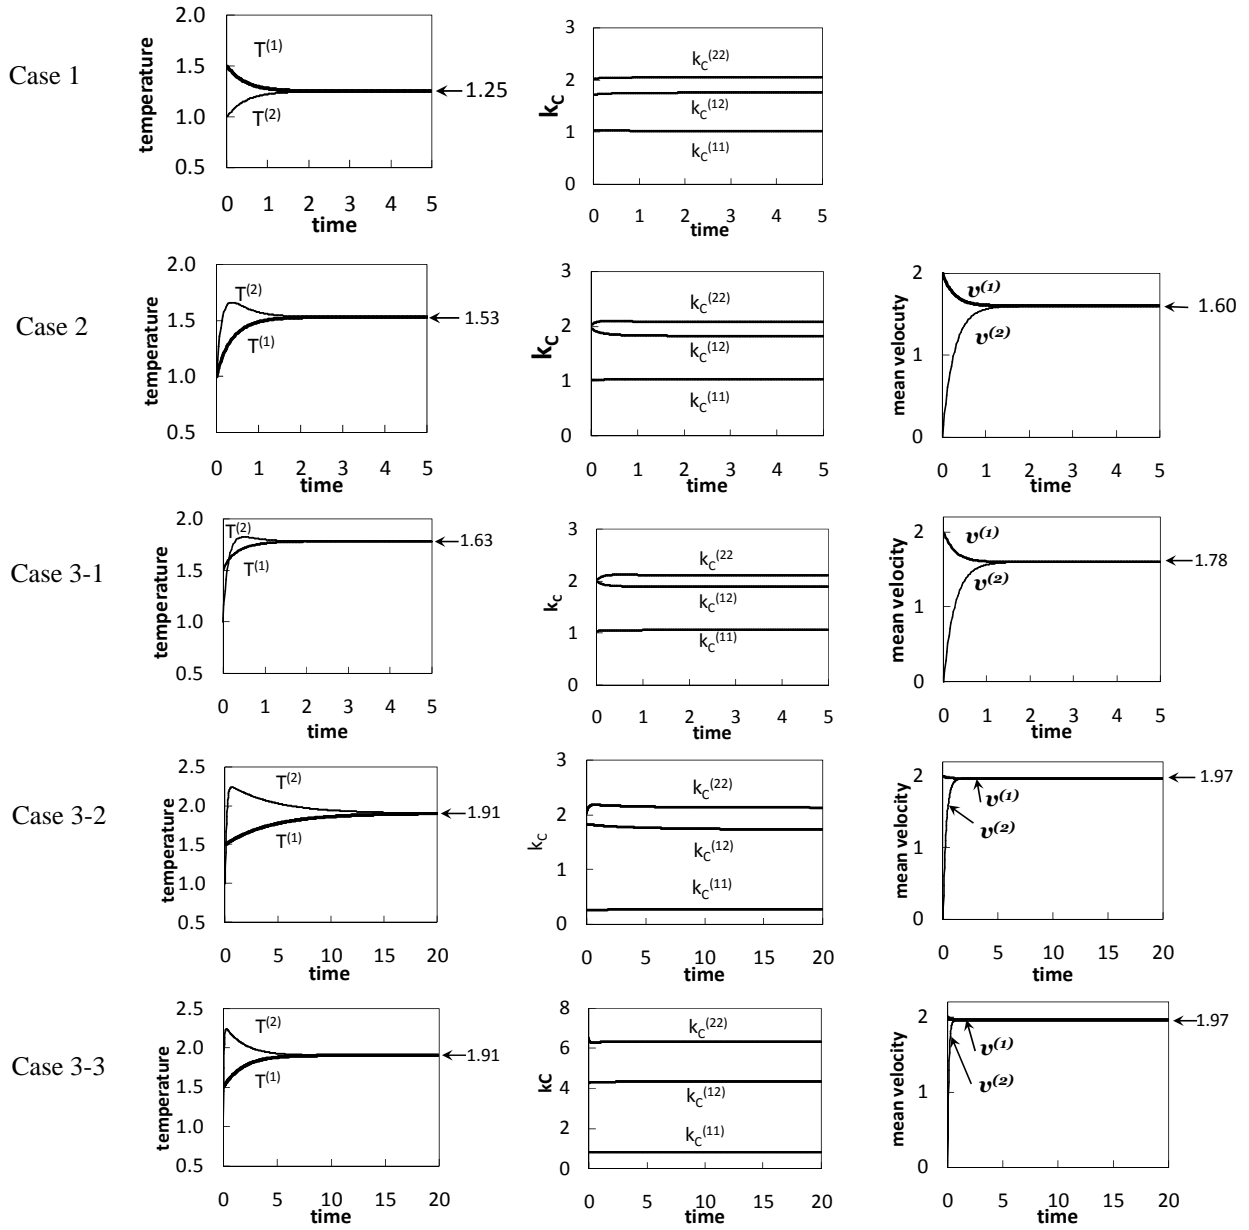 Case 1
temperature
2.0
1.5
1.0
0.5
T(1)
T(2)
1.25
0 1 2 3 4 5
time
kC
3
2
1
0
kC(22)
kC(12)
kC(11)
0 1 2 3 4 5
time
Case 2
temperature
2.0
1.5
1.0
0.5
T(2)
T(1)
1.53
0 1 2 3 4 5
time
kC
3
2
1
0
kC(22)
kC(12)
kC(11)
0 1 2 3 4 5
time
mean velocuty
2
1
0
v(1)
v(2)
1.60
0 1 2 3 4 5
time
Case 3-1
temperature
2.0
1.5
1.0
0.5
T(2)
T(1)
1.63
0 1 2 3 4 5
time
kC
3
2
1
0
kC(22
kC(12)
kC(11)
0 1 2 3 4 5
time
mean velocity
2
1
0
v(1)
v(2)
1.78
0 1 2 3 4 5
time
Case 3-2
temperature
2.5
2.0
1.5
1.0
0.5
T(2)
T(1)
1.91
0 5 10 15 20
time
kC
3
2
1
0
kC(22)
kC(12)
kC(11)
0 5 10 15 20
time
mean velocity
2
1
0
v(1)
v(2)
1.97
0 5 10 15 20
time
Case 3-3
temperature
2.5
2.0
1.5
1.0
0.5
T(2)
T(1)
1.91
0 5 10 15 20
time
kC
8
6
4
2
0
kC(22)
kC(12)
kC(11)
0 5 10 15 20
time
mean velocity
2
1
0
v(1)
v(2)
1.97
0 5 10 15 20
time